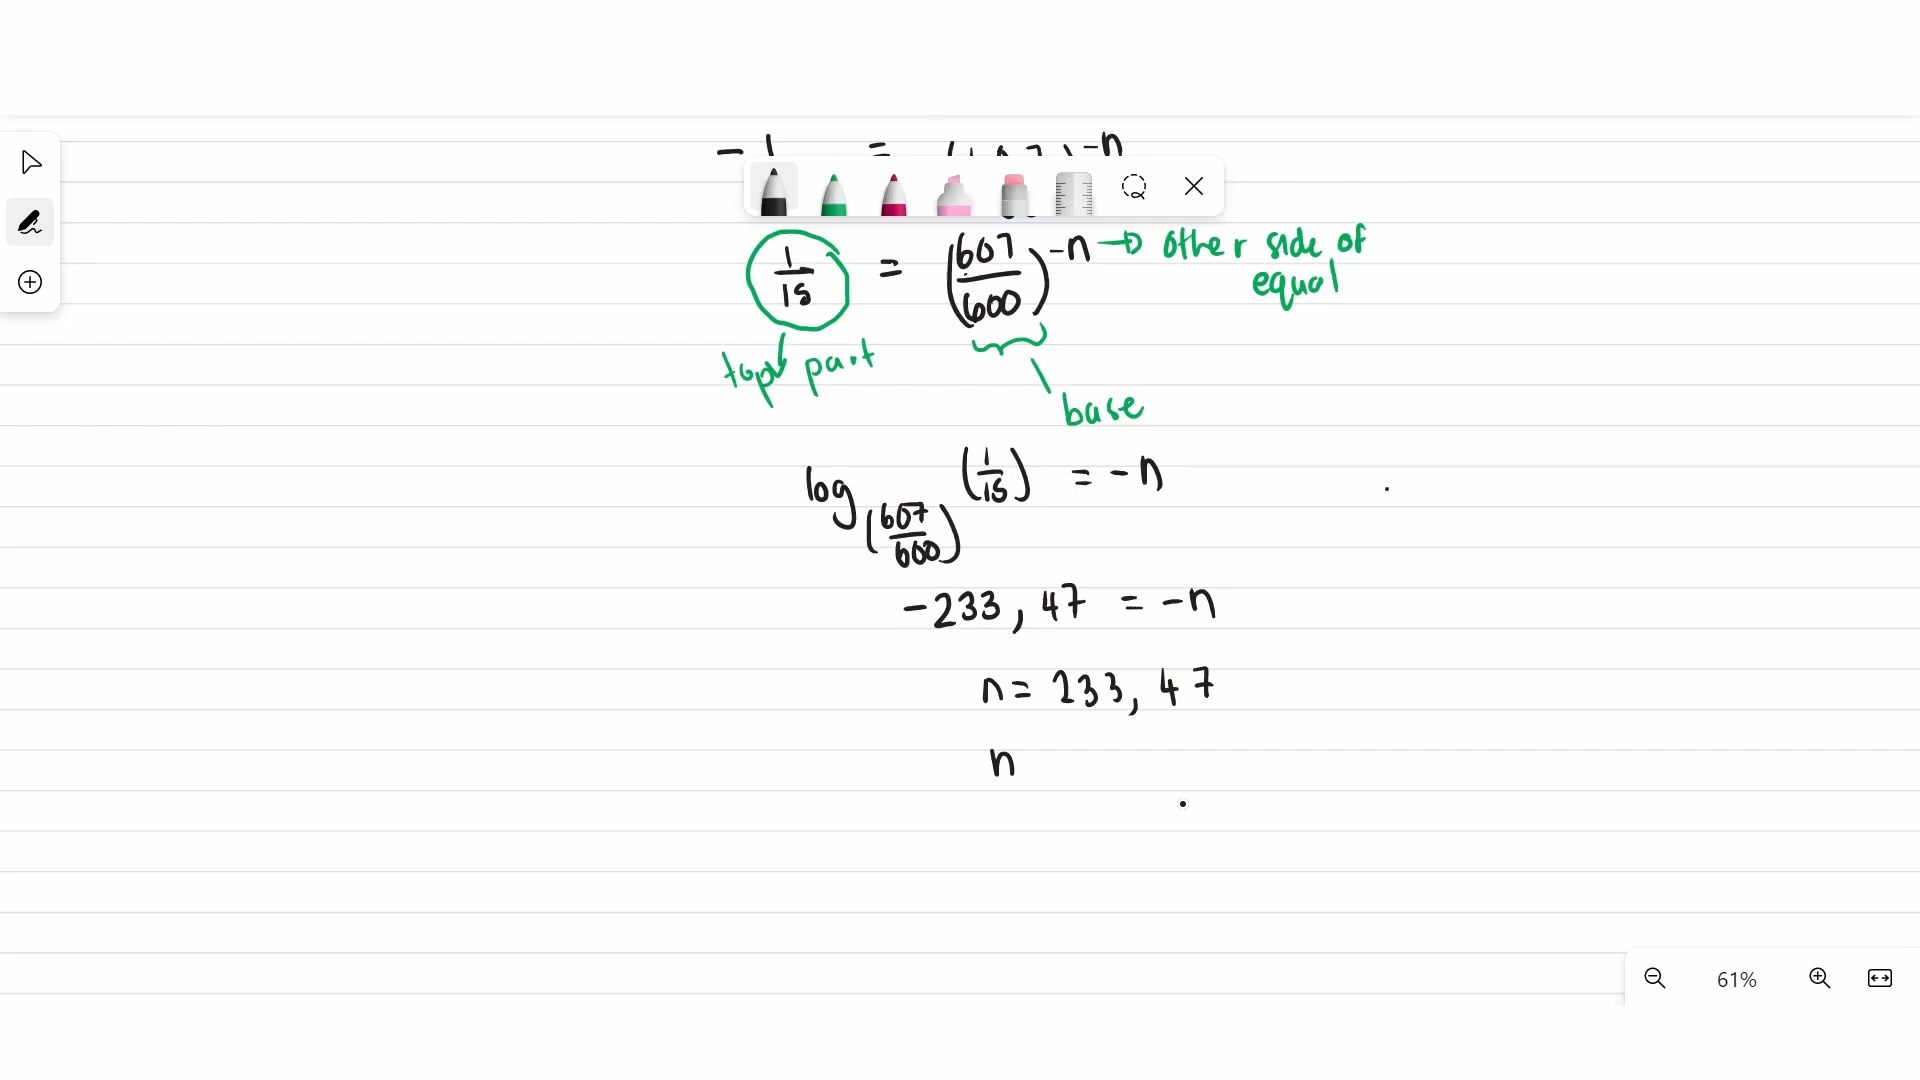 1/15 = (607/600)^-n → other side of
equal
top part
base
log_(607/600) (1/15) = -n
-233, 47 = -n
n = 233, 47
n
61%